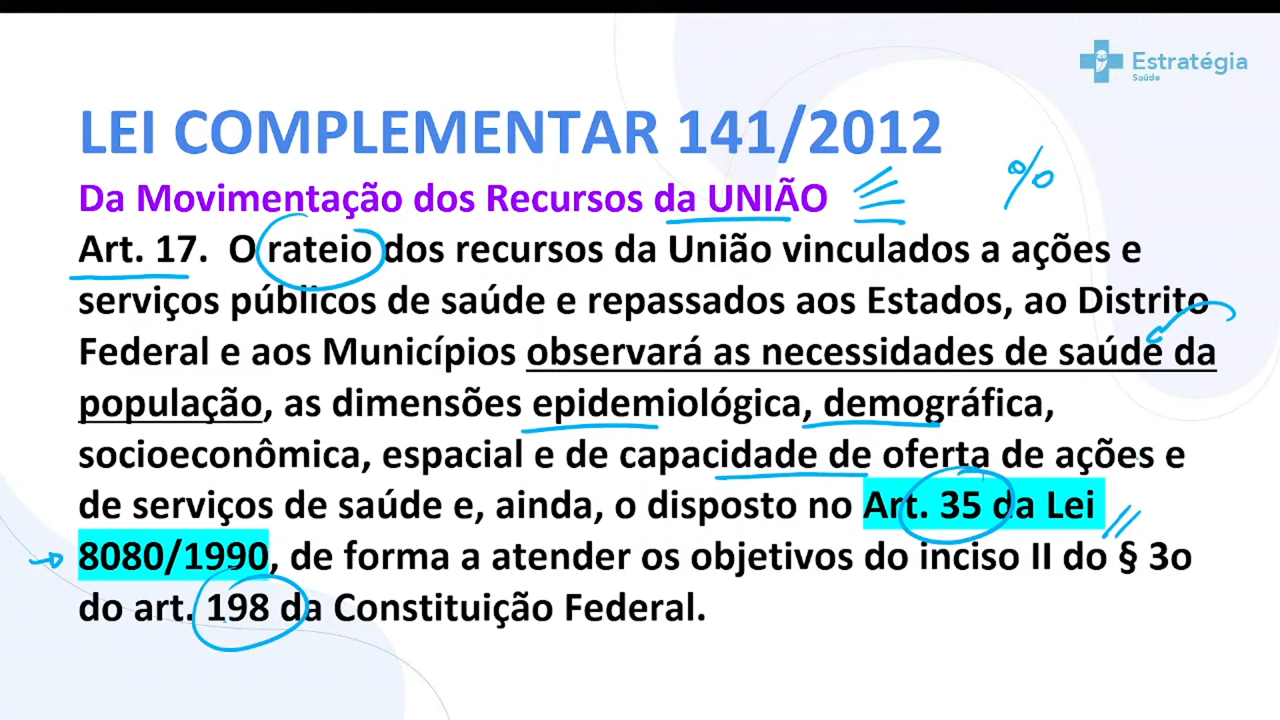 Estratégia
Saúde
LEI COMPLEMENTAR 141/2012
%
Da Movimentação dos Recursos da UNIÃO
Art. 17. O rateio dos recursos da União vinculados a ações e
serviços públicos de saúde e repassados aos Estados, ao Distrito
Federal e aos Municípios observará as necessidades de saúde da
população, as dimensões epidemiológica, demográfica,
socioeconômica, espacial e de capacidade de oferta de ações e
de serviços de saúde e, ainda, o disposto no Art. 35 da Lei
8080/1990, de forma a atender os objetivos do inciso II do § 3o
do art. 198 da Constituição Federal.